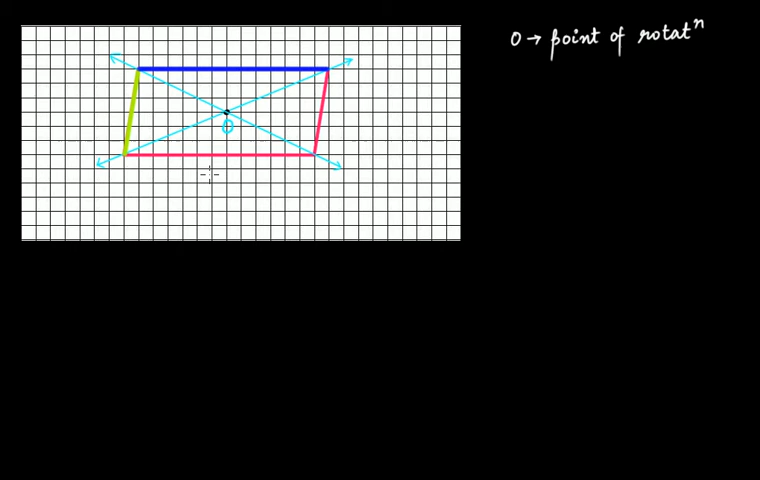 O → point of rotatⁿ
O